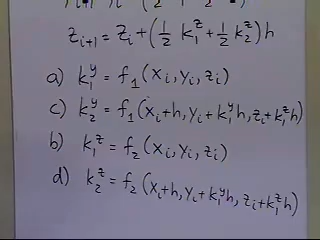 z_{i+1} = z_i + (1/2 k_1^z + 1/2 k_2^z) h
a) k_1^y = f_1 (x_i, y_i, z_i)
c) k_2^y = f_1 (x_i+h, y_i+k_1^y h, z_i+k_1^z h)
b) k_1^z = f_2 (x_i, y_i, z_i)
d) k_2^z = f_2 (x_i+h, y_i+k_1^y h, z_i+k_1^z h)